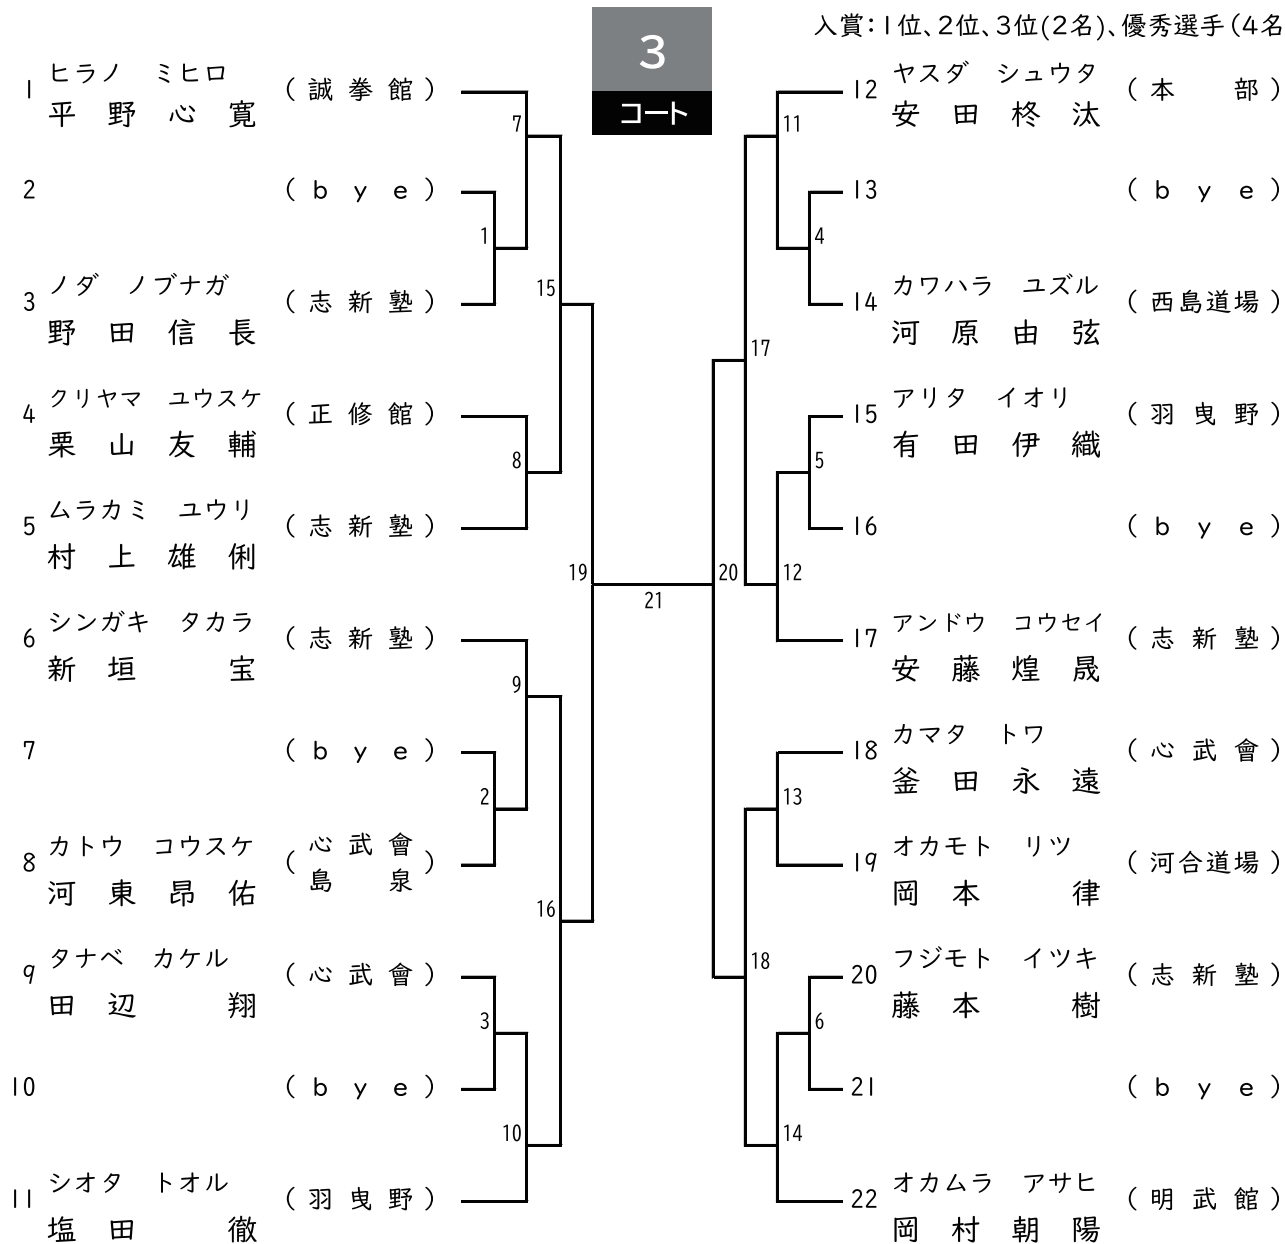 3
コート
入賞：1位、2位、3位(2名)、優秀選手(4名
ヒラノ ミヒロ
1 平野心寛 (誠拳館)
2 (bye)
ノダ ノブナガ
3 野田信長 (志新塾)
クリヤマ ユウスケ
4 栗山友輔 (正修館)
ムラカミ ユウリ
5 村上雄俐 (志新塾)
シンガキ タカラ
6 新垣宝 (志新塾)
7 (bye)
カトウ コウスケ
8 河東昂佑 (心武會島泉)
タナベ カケル
9 田辺翔 (心武會)
10 (bye)
シオタ トオル
11 塩田徹 (羽曳野)
7
1
15
8
19
9
2
16
3
10
21
11
4
17
5
20
12
13
18
6
14
ヤスダ シュウタ
12 安田柊汰 (本部)
13 (bye)
カワハラ ユズル
14 河原由弦 (西島道場)
アリタ イオリ
15 有田伊織 (羽曳野)
16 (bye)
アンドウ コウセイ
17 安藤煌晟 (志新塾)
カマタ トワ
18 釜田永遠 (心武會)
オカモト リツ
19 岡本律 (河合道場)
フジモト イツキ
20 藤本樹 (志新塾)
21 (bye)
オカムラ アサヒ
22 岡村朝陽 (明武館)